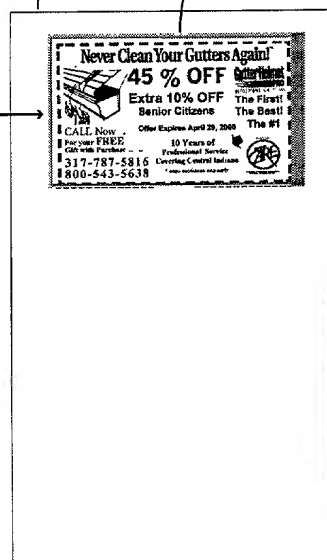 Never Clean Your Gutters Again!
45 % OFF
Extra 10% OFF
Senior Citizens
The First!
The Best!
The #1
Offer Expires April 29, 2000
CALL Now
For your FREE
Gift with Purchase
10 Years of
Professional Service
Covering Central Indiana
317-787-5816
800-543-5638